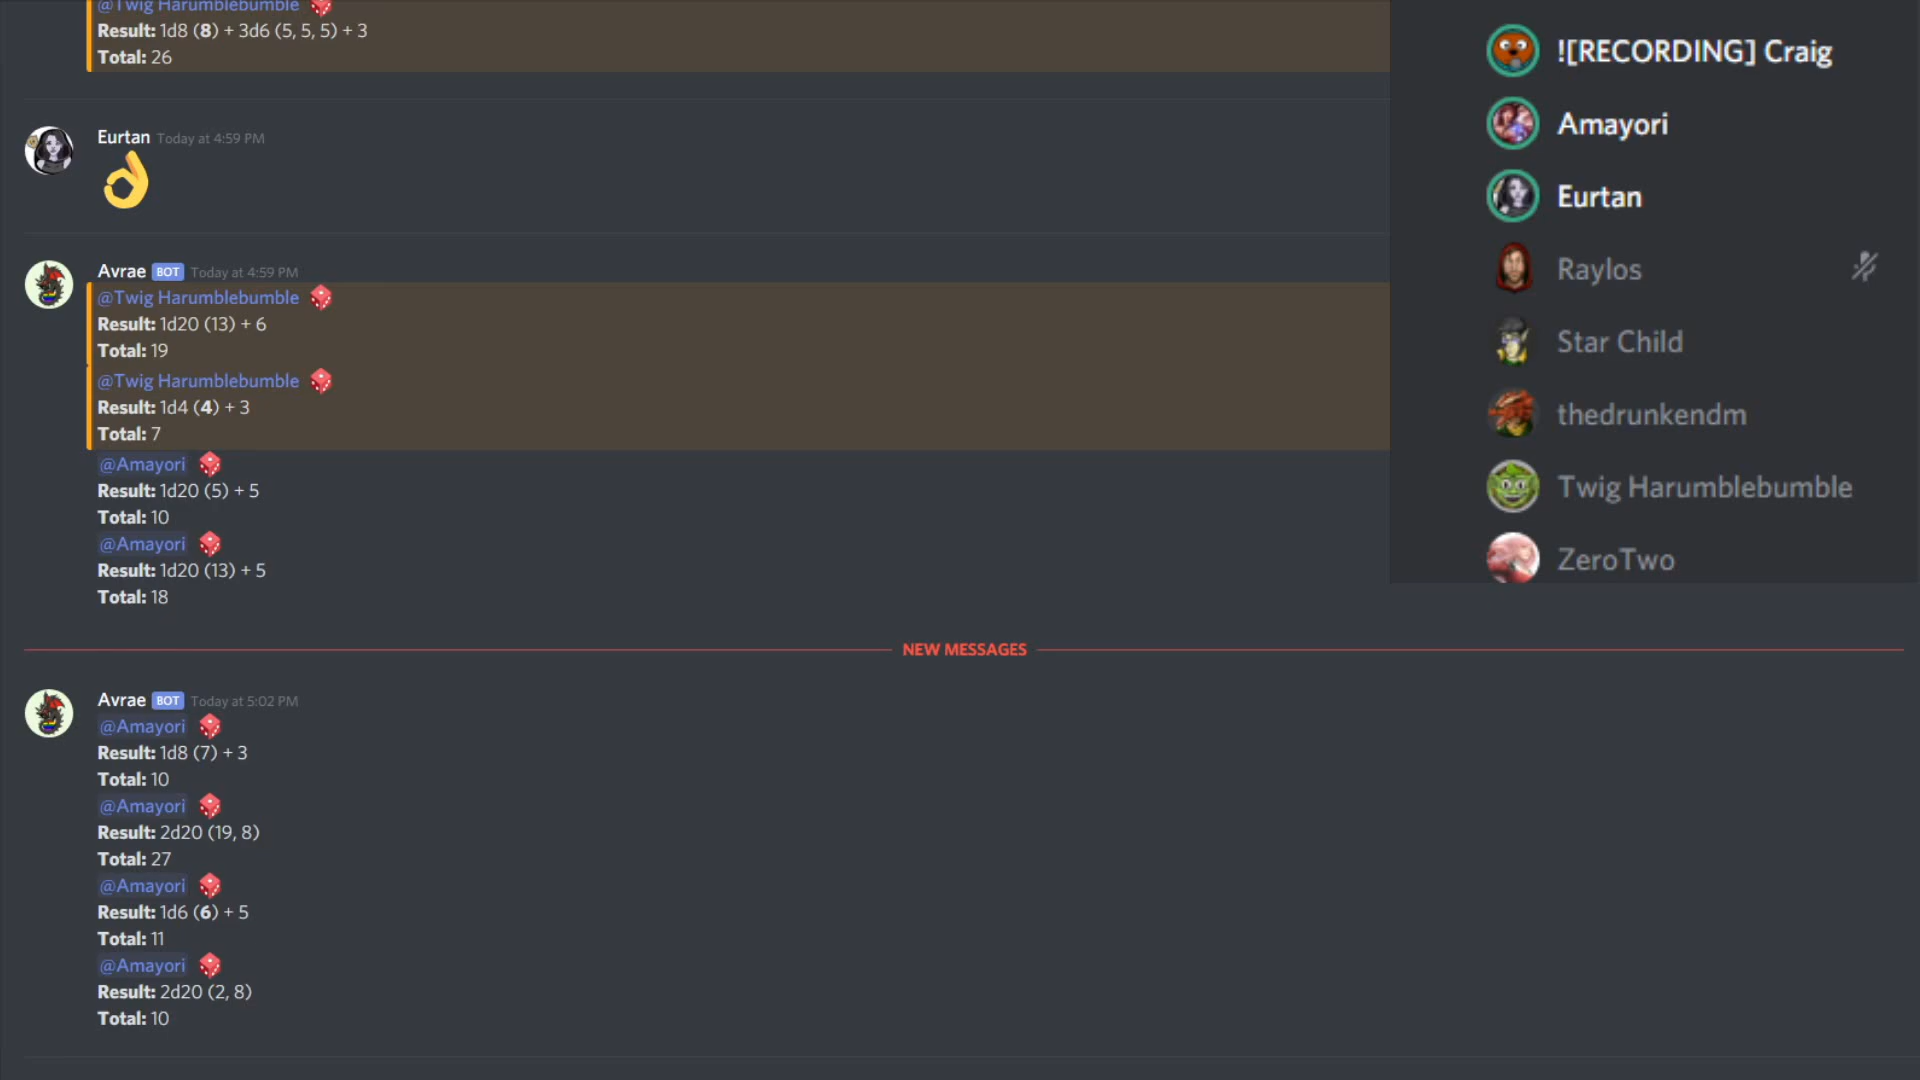 @Twig Harumblebumble
Result: 1d8 (8) + 3d6 (5, 5, 5) + 3
Total: 26
Eurtan Today at 4:59 PM
Avrae BOT Today at 4:59 PM
@Twig Harumblebumble
Result: 1d20 (13) + 6
Total: 19
@Twig Harumblebumble
Result: 1d4 (4) + 3
Total: 7
@Amayori
Result: 1d20 (5) + 5
Total: 10
@Amayori
Result: 1d20 (13) + 5
Total: 18
NEW MESSAGES
Avrae BOT Today at 5:02 PM
@Amayori
Result: 1d8 (7) + 3
Total: 10
@Amayori
Result: 2d20 (19, 8)
Total: 27
@Amayori
Result: 1d6 (6) + 5
Total: 11
@Amayori
Result: 2d20 (2, 8)
Total: 10
![RECORDING] Craig
Amayori
Eurtan
Raylos
Star Child
thedrunkendm
Twig Harumblebumble
ZeroTwo